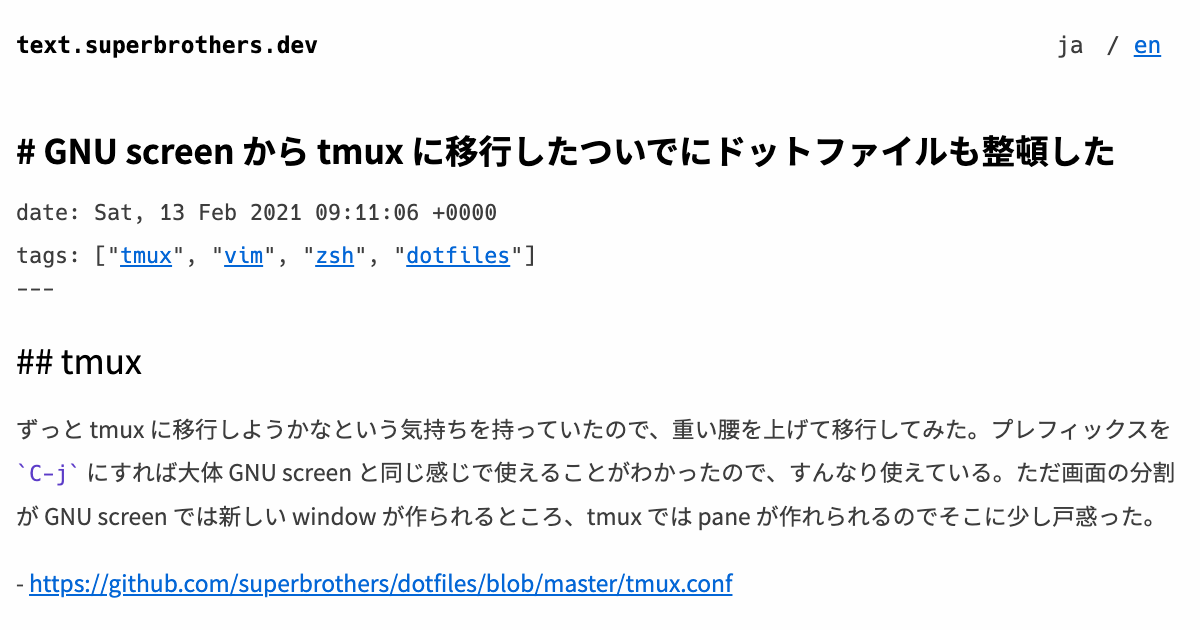 text.superbrothers.dev
ja / en
# GNU screen から tmux に移行したついでにドットファイルも整頓した
date: Sat, 13 Feb 2021 09:11:06 +0000
tags: ["tmux", "vim", "zsh", "dotfiles"]
---
## tmux
ずっと tmux に移行しようかなという気持ちを持っていたので、重い腰を上げて移行してみた。プレフィックスを
`C-j` にすれば大体 GNU screen と同じ感じで使えることがわかったので、すんなり使えている。ただ画面の分割
が GNU screen では新しい window が作られるところ、tmux では pane が作れられるのでそこに少し戸惑った。
- https://github.com/superbrothers/dotfiles/blob/master/tmux.conf